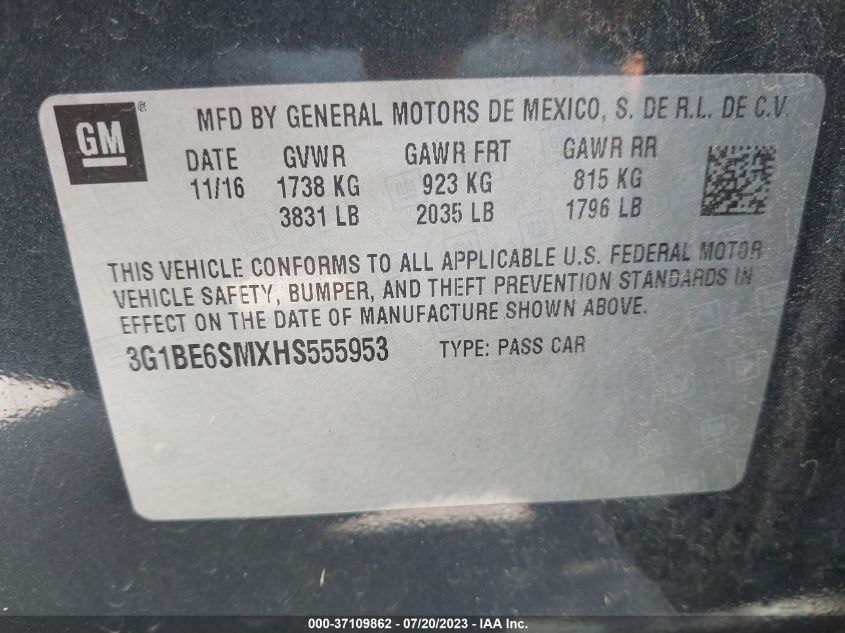 GM ® MFD BY GENERAL MOTORS DE MEXICO, S. DE R.L. DE C.V.
DATE GVWR GAWR FRT GAWR RR
11/16 1738 KG 923 KG 815 KG
3831 LB 2035 LB 1796 LB
THIS VEHICLE CONFORMS TO ALL APPLICABLE U.S. FEDERAL MOTOR
VEHICLE SAFETY, BUMPER, AND THEFT PREVENTION STANDARDS IN
EFFECT ON THE DATE OF MANUFACTURE SHOWN ABOVE.
3G1BE6SMXHS555953 TYPE: PASS CAR
000-37109862 - 07/20/2023 - IAA Inc.